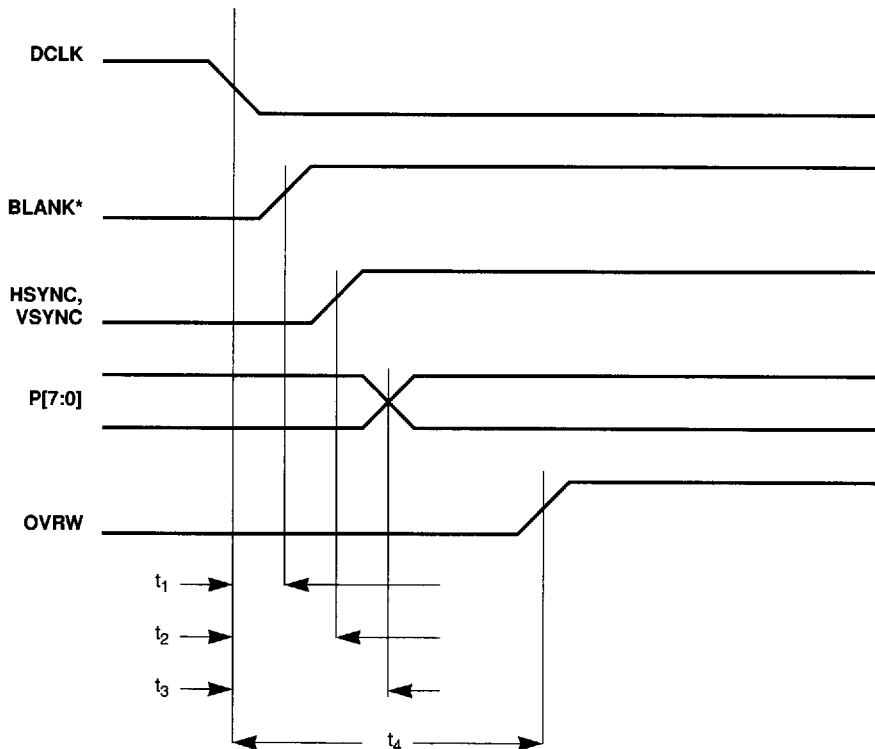 DCLK
BLANK*
HSYNC,
VSYNC
P[7:0]
OVRW
t1
t2
t3
t4